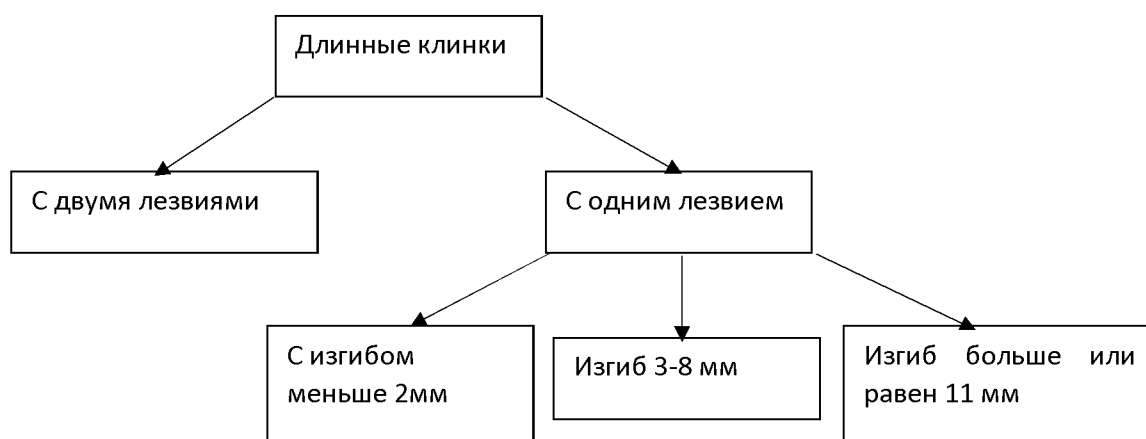 Длинные клинки
С двумя лезвиями
С одним лезвием
С изгибом
меньше 2мм
Изгиб 3-8 мм
Изгиб больше или
равен 11 мм